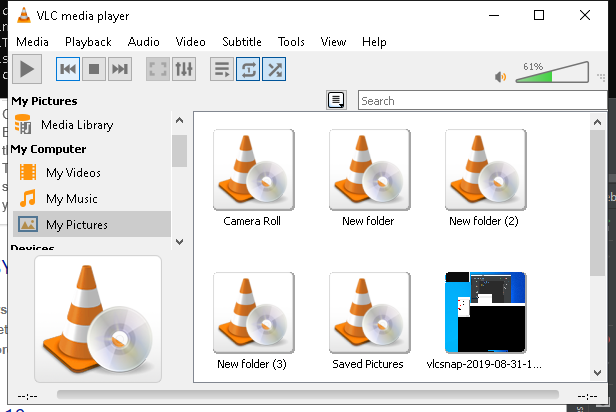 VLC media player
Media Playback Audio Video Subtitle Tools View Help
61%
My Pictures
Search
Media Library
My Computer
My Videos
My Music
My Pictures
Devices
Camera Roll
New folder
New folder (2)
New folder (3)
Saved Pictures
vlcsnap-2019-08-31-1...
--:--
--:--